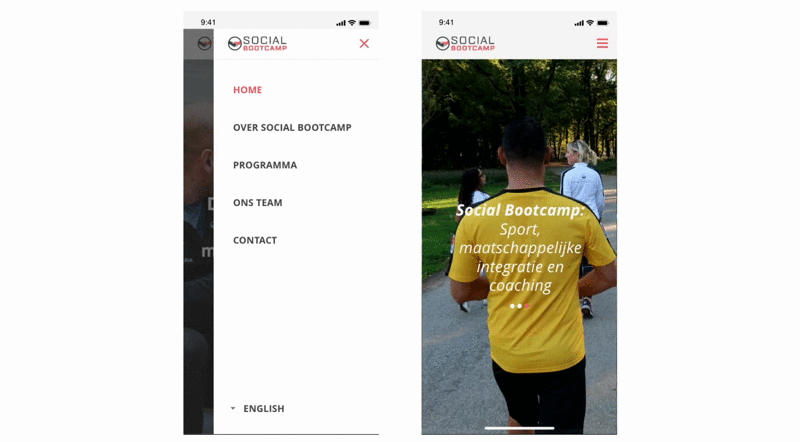 9:41
SOCIAL
BOOTCAMP
HOME
OVER SOCIAL BOOTCAMP
PROGRAMMA
ONS TEAM
CONTACT
ENGLISH
9:41
SOCIAL
BOOTCAMP
Social Bootcamp:
Sport,
maatschappelijke
integratie en
coaching